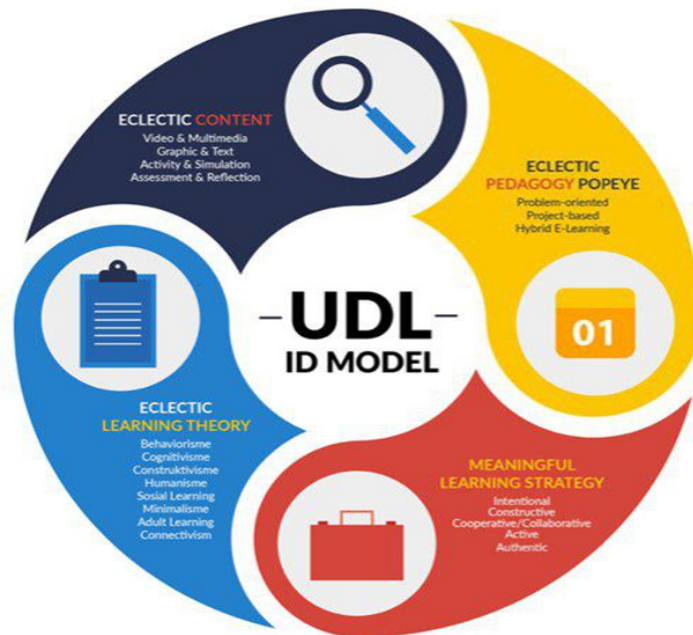 ECLECTIC CONTENT
Video & Multimedia
Graphic & Text
Activity & Simulation
Assessment & Reflection
ECLECTIC
PEDAGOGY POPEYE
Problem-oriented
Project-based
Hybrid E-Learning
01
-UDL-
ID MODEL
ECLECTIC
LEARNING THEORY
Behaviorisme
Cognitivisme
Construktivisme
Humanisme
Sosial Learning
Minimalisme
Adult Learning
Connectivism
MEANINGFUL
LEARNING STRATEGY
Intentional
Constructive
Cooperative/Collaborative
Active
Authentic